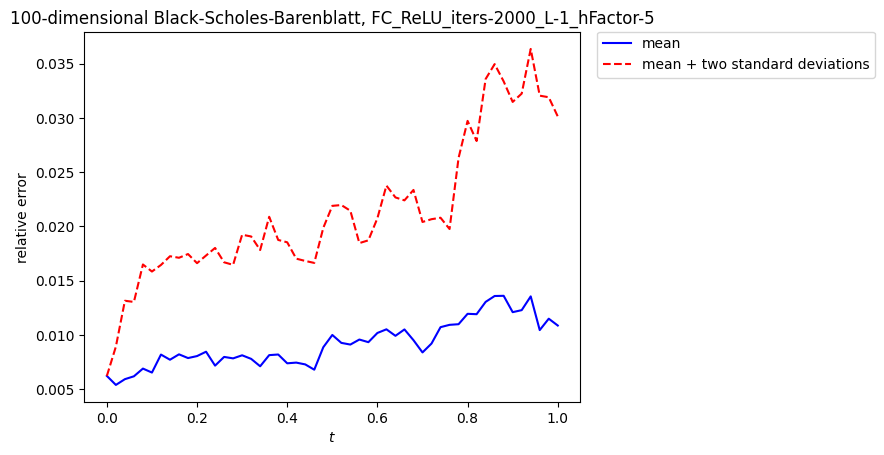 100-dimensional Black-Scholes-Barenblatt, FC_ReLU_iters-2000_L-1_hFactor-5
mean
mean + two standard deviations
relative error
0.035
0.030
0.025
0.020
0.015
0.010
0.005
0.0 0.2 0.4 0.6 0.8 1.0
t